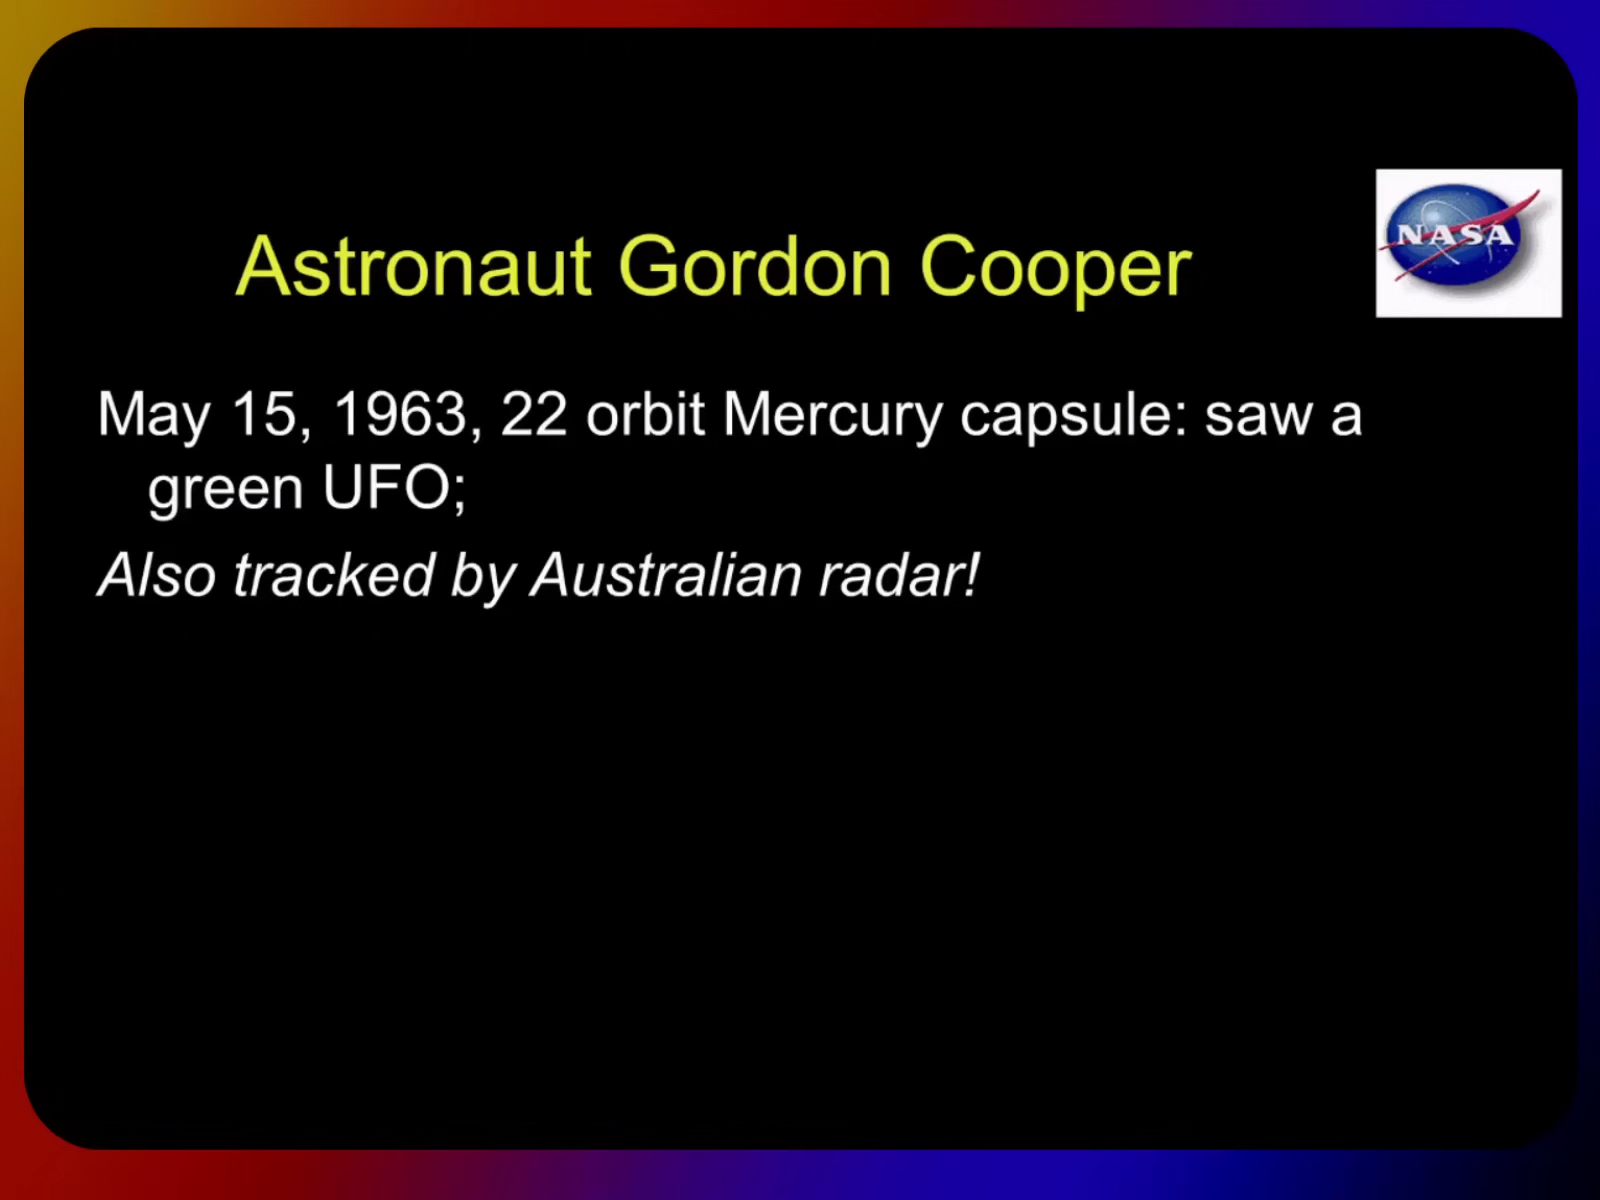 NASA
Astronaut Gordon Cooper
May 15, 1963, 22 orbit Mercury capsule: saw a
green UFO;
Also tracked by Australian radar!